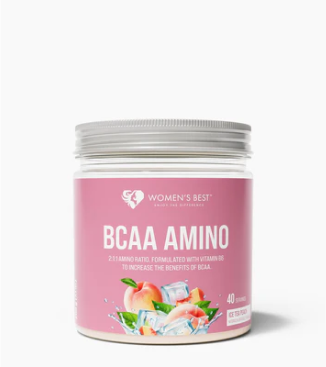 WOMEN'S BEST
BCAA AMINO
2:1:1 AMINO RATIO. FORMULATED WITH VITAMIN B6
TO INCREASE THE BENEFITS OF BCAA.
40